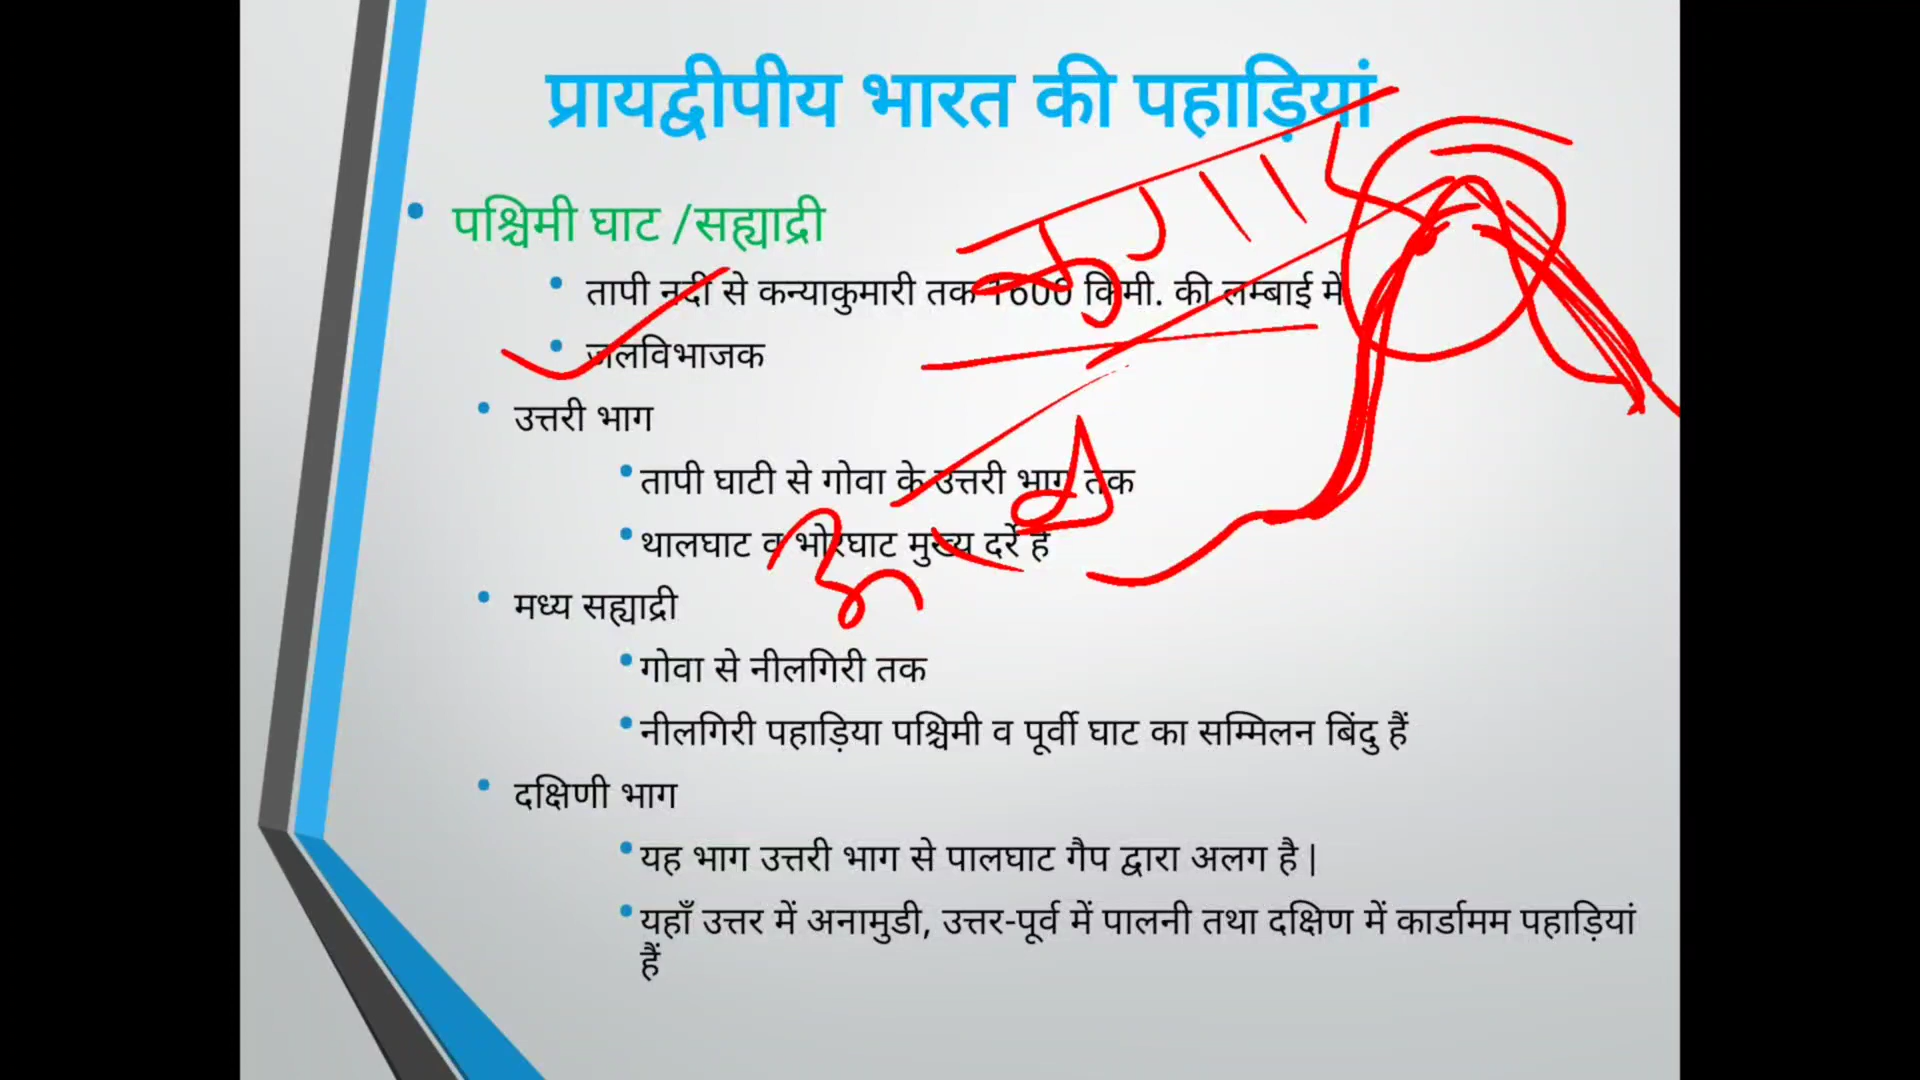 प्रायद्वीपीय भारत की पहाड़ियां
पश्चिमी घाट /सह्याद्री
तापी नदी से कन्याकुमारी तक 1600 किमी. की लम्बाई में
जलविभाजक
उत्तरी भाग
तापी घाटी से गोवा के उत्तरी भाग तक
थालघाट व भोरघाट मुख्य दर्रे है
मध्य सह्याद्री
गोवा से नीलगिरी तक
नीलगिरी पहाड़िया पश्चिमी व पूर्वी घाट का सम्मिलन बिंदु हैं
दक्षिणी भाग
यह भाग उत्तरी भाग से पालघाट गैप द्वारा अलग है |
यहाँ उत्तर में अनामुडी, उत्तर-पूर्व में पालनी तथा दक्षिण में कार्डामम पहाड़ियां
हैं